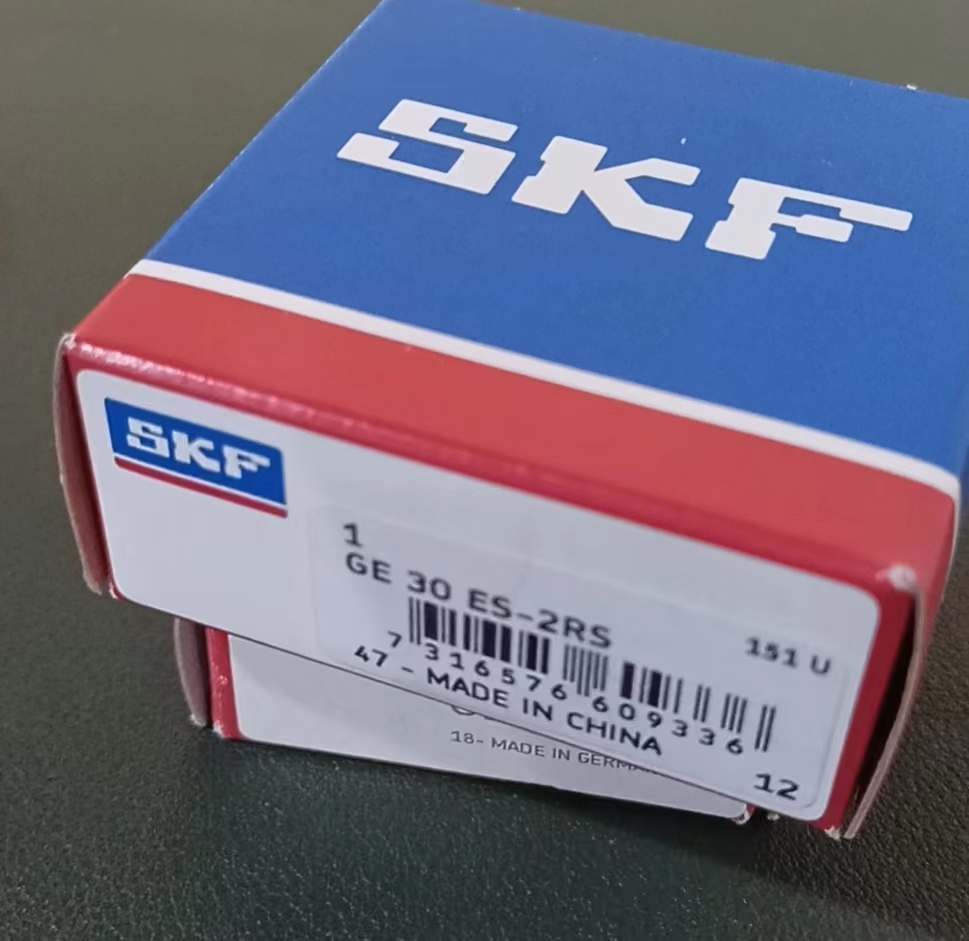 SKF
SKF
1
GE 30 ES-2RS
151 U
7 316576 609336
47 - MADE IN CHINA
12
18- MADE IN